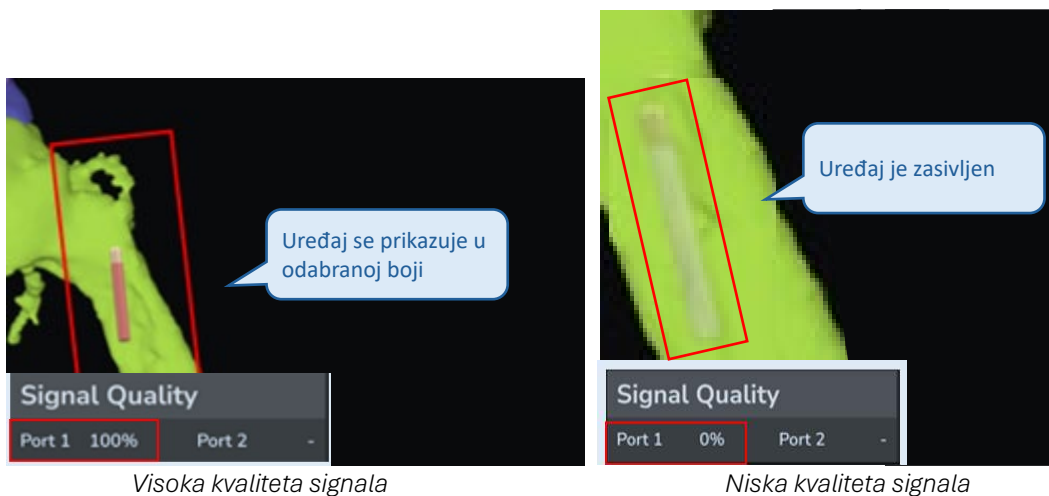 Uređaj se prikazuje u
odabranoj boji
Signal Quality
Port 1 100% Port 2 -
Visoka kvaliteta signala
Uređaj je zasivljen
Signal Quality
Port 1 0% Port 2 -
Niska kvaliteta signala